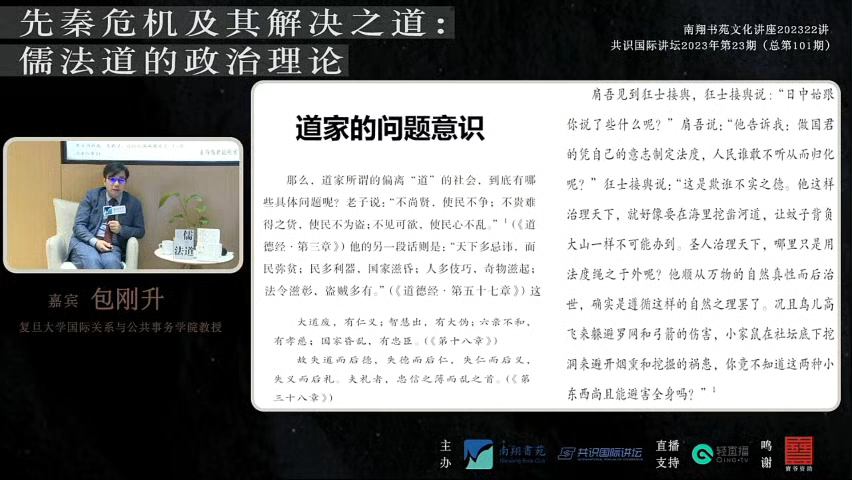 先秦危机及其解决之道：
儒法道的政治理论
南翔书苑文化讲座202322讲
共识国际讲坛2023年第23期（总第101期）
道家的问题意识
那么，道家所谓的偏离“道”的社会，到底有哪
些具体问题呢？老子说：“不尚贤，使民不争；不贵难
得之货，使民不为盗；不见可欲，使民心不乱。”1（《道
德经·第三章》）他的另一段话则是：“天下多忌讳，而
民弥贫；民多利器，国家滋昏；人多伎巧，奇物滋起；
法令滋彰，盗贼多有。”（《道德经·第五十七章》）这
大道废，有仁义；智慧出，有大伪；六亲不和，
有孝慈；国家昏乱，有忠臣。（《第十八章》）
故失道而后德，失德而后仁，失仁而后义，
失义而后礼。夫礼者，忠信之薄而乱之首。（《第
三十八章》）
肩吾见到狂士接舆，狂士接舆说：“日中始跟
你说了些什么呢？”肩吾说：“他告诉我：做国君
的凭自己的意志制定法度，人民谁敢不听从而归化
呢？”狂士接舆说：“这是欺诳不实之德。他这样
治理天下，就好像要在海里挖凿河道，让蚊子背负
大山一样不可能办到。圣人治理天下，哪里只是用
法度绳之于外呢？他顺从万物的自然真性而后治
世，确实是遵循这样的自然之理罢了。况且鸟儿高
飞来躲避罗网和弓箭的伤害，小家鼠在社坛底下挖
洞来避开烟熏和挖掘的祸患，你竟不知道这两种小
东西尚且能避害全身吗？”1
儒
法道
嘉宾 包刚升
复旦大学国际关系与公共事务学院教授
主办
南翔書苑
共识国际讲坛
直播支持
轻直播
Qing.tv
鸣谢